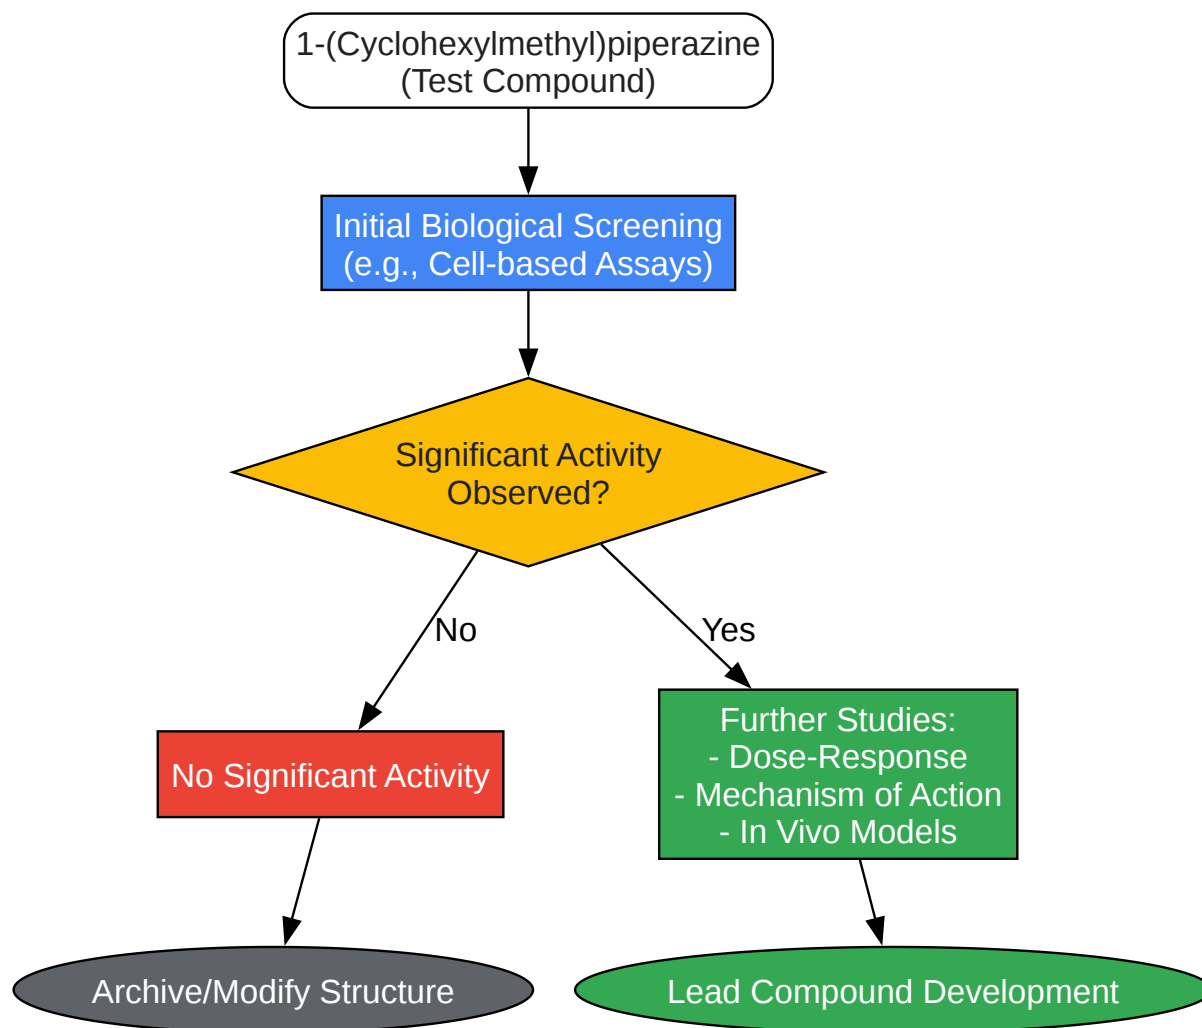 1-(Cyclohexylmethyl)piperazine
(Test Compound)
Initial Biological Screening
(e.g., Cell-based Assays)
Significant Activity
Observed?
No
Yes
No Significant Activity
Further Studies:
- Dose-Response
- Mechanism of Action
- In Vivo Models
Archive/Modify Structure
Lead Compound Development